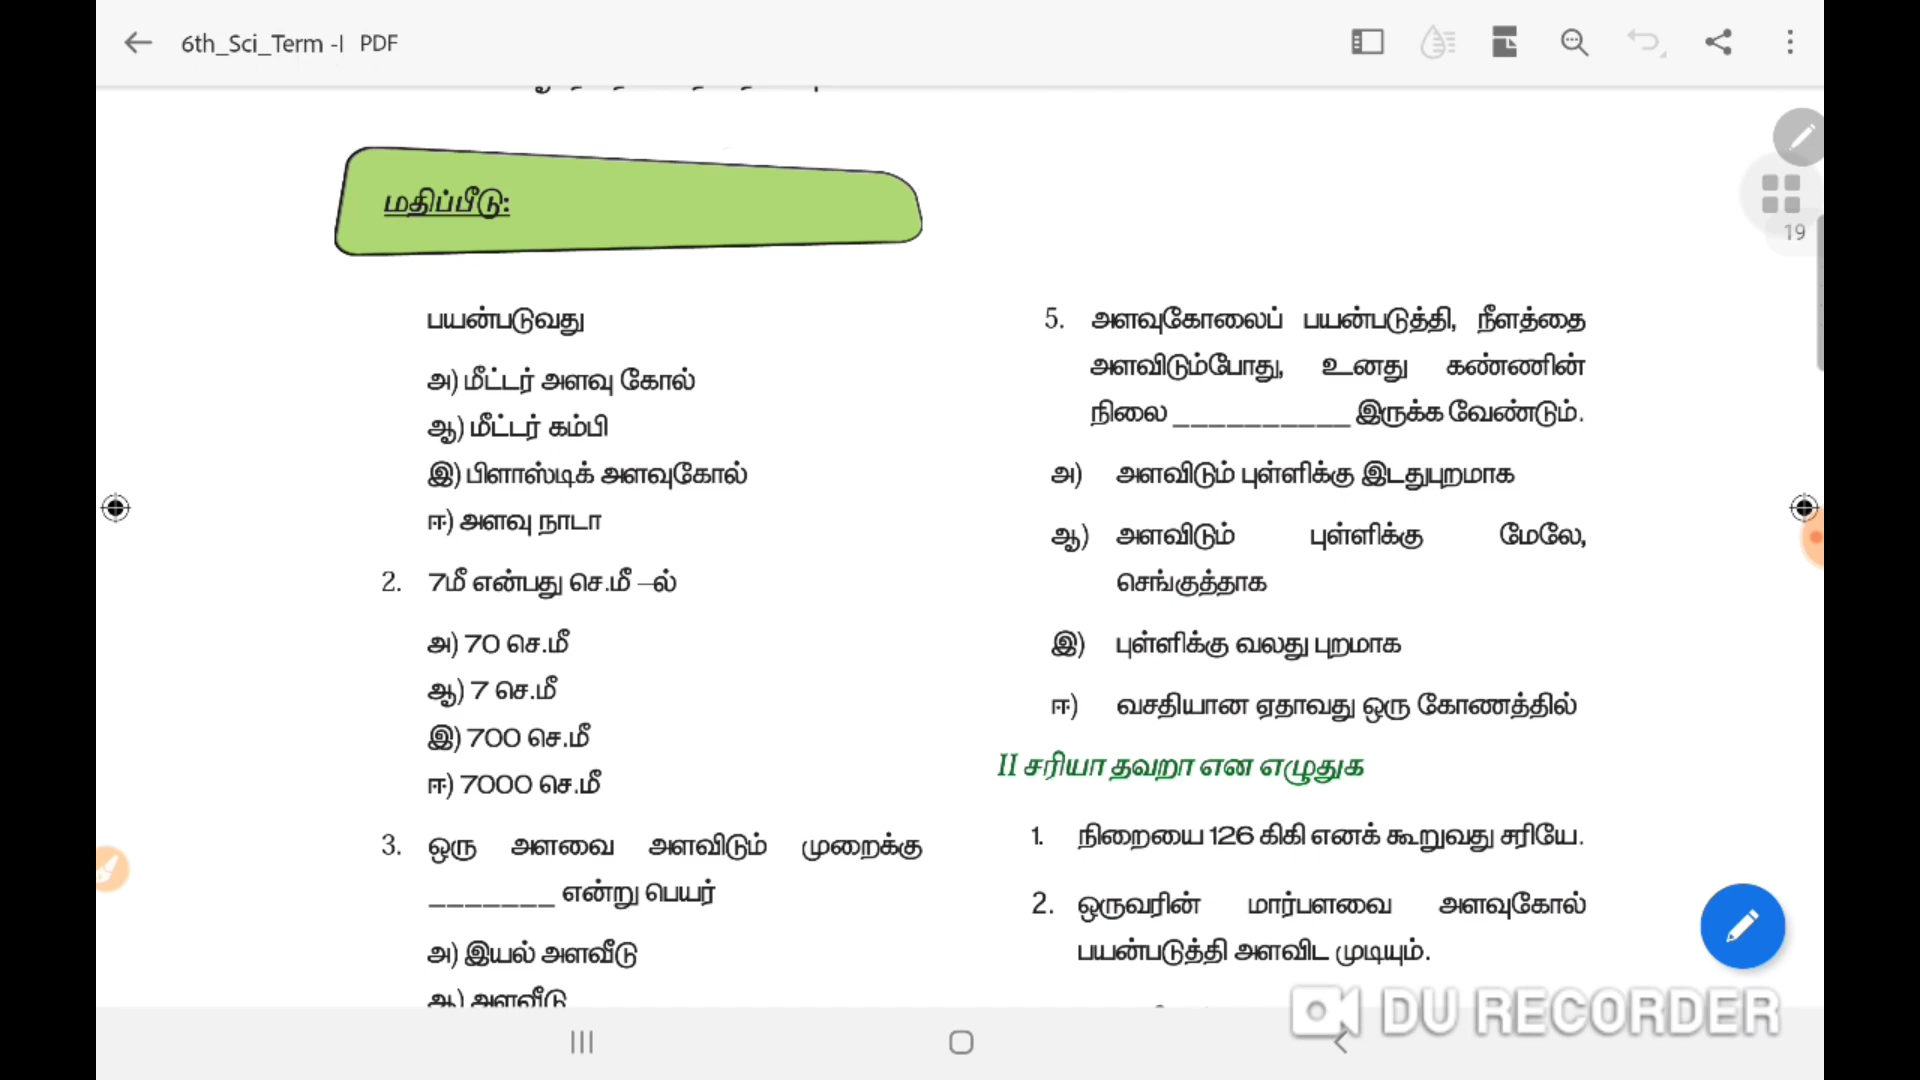 6th_Sci_Term -I PDF
மதிப்பீடு:
19
பயன்படுவது
அ) மீட்டர் அளவு கோல்
ஆ) மீட்டர் கம்பி
இ) பிளாஸ்டிக் அளவுகோல்
ஈ) அளவு நாடா
2. 7மீ என்பது செ.மீ –ல்
அ) 70 செ.மீ
ஆ) 7 செ.மீ
இ) 700 செ.மீ
ஈ) 7000 செ.மீ
3. ஒரு அளவை அளவிடும் முறைக்கு
_______ என்று பெயர்
அ) இயல் அளவீடு
ஆ) அளவீடு
5. அளவுகோலைப் பயன்படுத்தி, நீளத்தை
அளவிடும்போது, உனது கண்ணின்
நிலை __________ இருக்க வேண்டும்.
அ) அளவிடும் புள்ளிக்கு இடதுபுறமாக
ஆ) அளவிடும் புள்ளிக்கு மேலே,
செங்குத்தாக
இ) புள்ளிக்கு வலது புறமாக
ஈ) வசதியான ஏதாவது ஒரு கோணத்தில்
II சரியா தவறா என எழுதுக
1. நிறையை 126 கிகி எனக் கூறுவது சரியே.
2. ஒருவரின் மார்பளவை அளவுகோல்
பயன்படுத்தி அளவிட முடியும்.
DU RECORDER